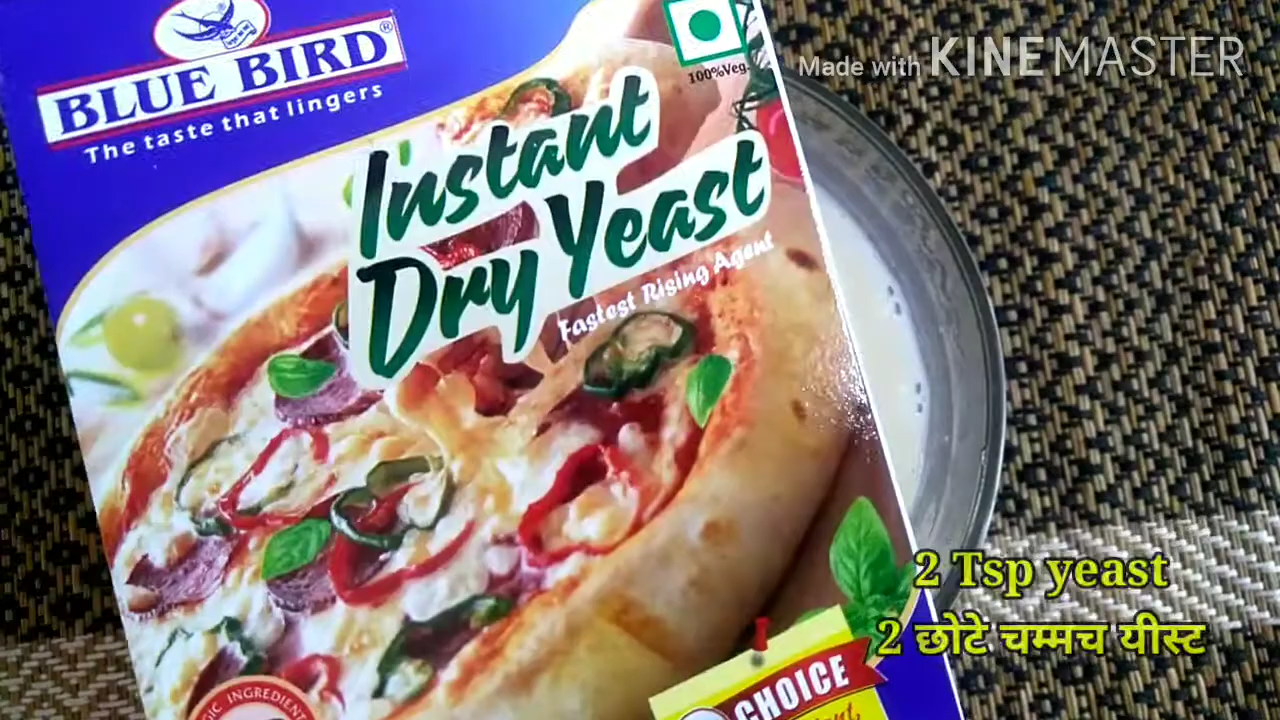 BLUE BIRD®
The taste that lingers
100%Veg.
Made with KINEMASTER
Instant
Dry Yeast
Fastest Rising Agent
2 Tsp yeast
2 छोटे चम्मच यीस्ट
CHOICE
INGREDIENT